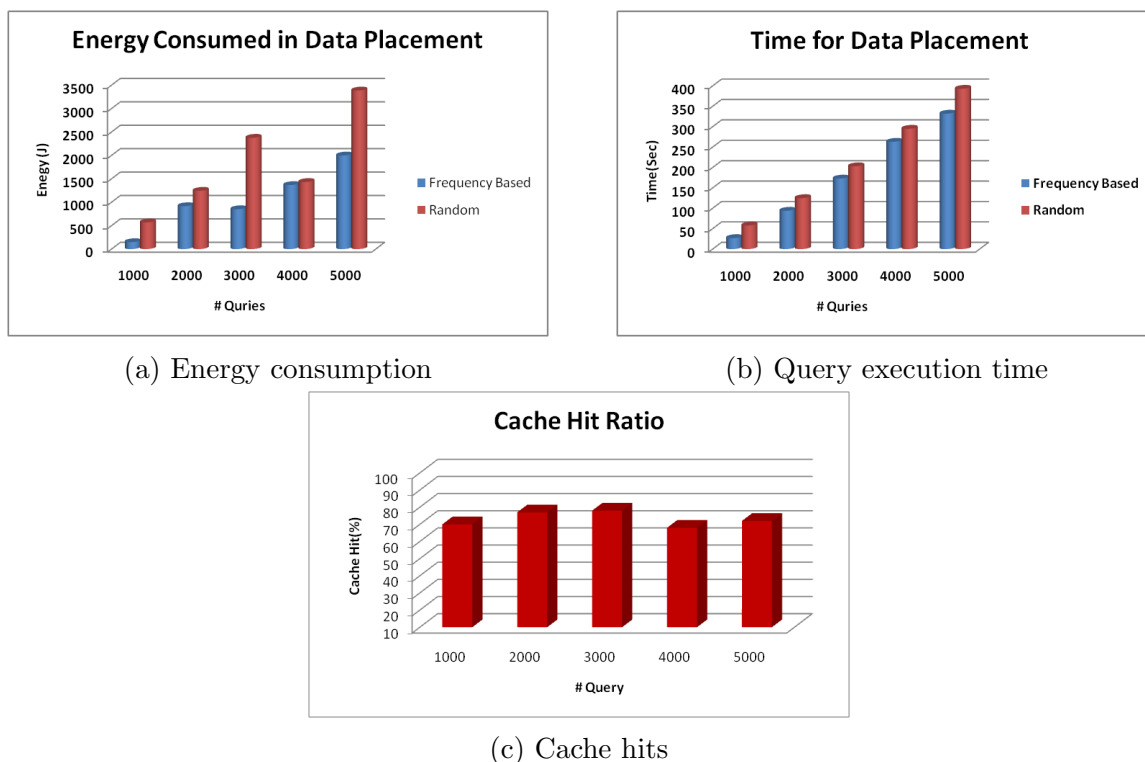 Energy Consumed in Data Placement
3500
3000
2500
2000
1500
1000
500
0
Enegy (J)
1000 2000 3000 4000 5000
# Quries
Frequency Based
Random
(a) Energy consumption
Time for Data Placement
400
350
300
250
200
150
100
50
0
Time(Sec)
1000 2000 3000 4000 5000
# Quries
Frequency Based
Random
(b) Query execution time
Cache Hit Ratio
100
90
80
70
60
50
40
30
20
10
Cache Hit(%)
1000 2000 3000 4000 5000
# Query
(c) Cache hits